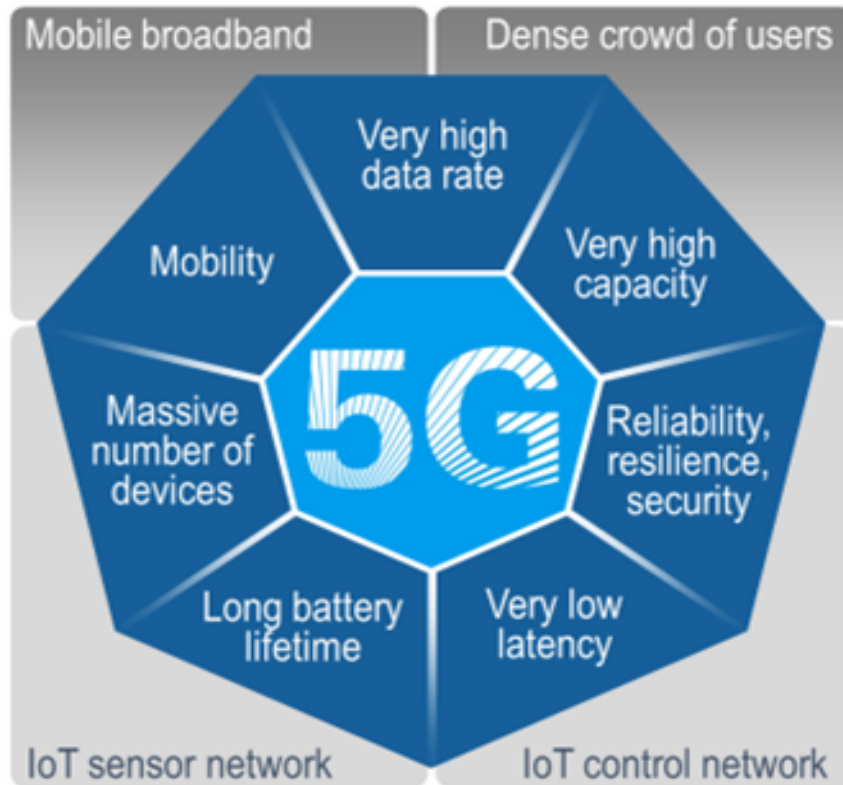 Mobile broadband
Dense crowd of users
Very high
data rate
Mobility
Very high
capacity
5G
Massive
number of
devices
Reliability,
resilience,
security
Long battery
lifetime
Very low
latency
IoT sensor network
IoT control network